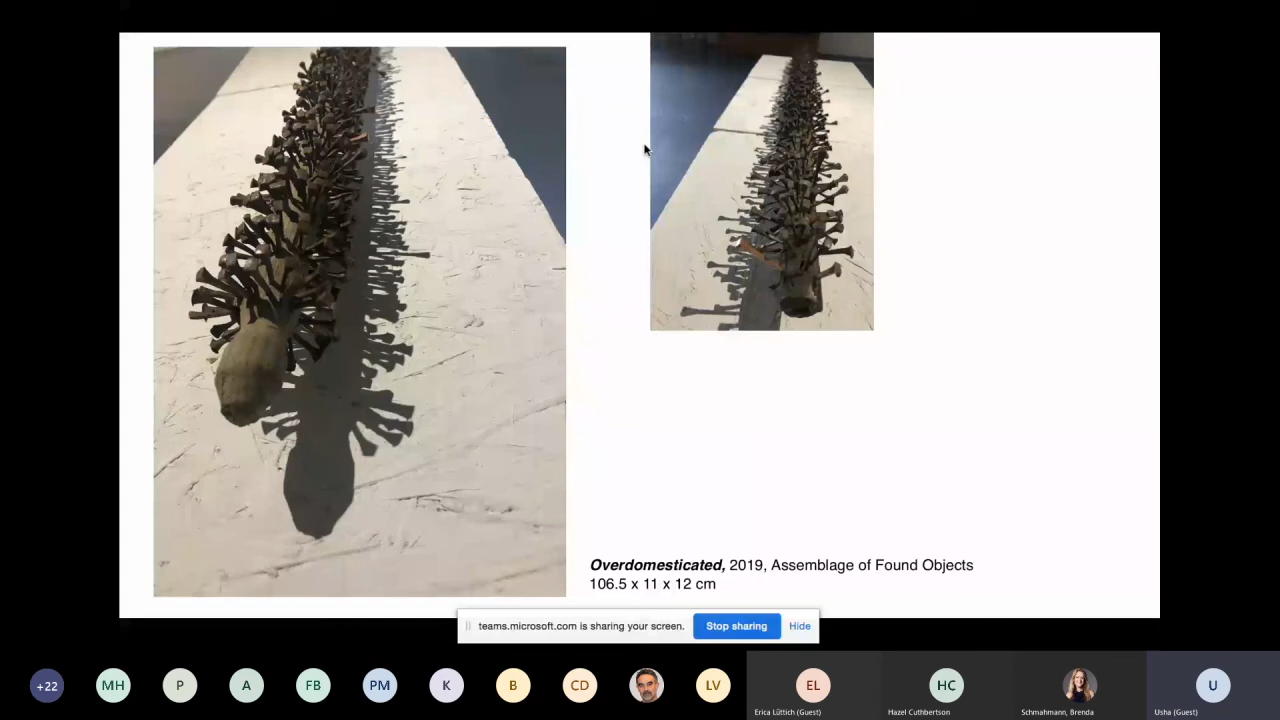 Overdomesticated, 2019, Assemblage of Found Objects
106.5 x 11 x 12 cm
teams.microsoft.com is sharing your screen.
Stop sharing
Hide
+22
MH
P
A
FB
PM
K
B
CD
LV
EL
HC
U
Erica Lüttich (Guest)
Hazel Cuthbertson
Schmahmann, Brenda
Usha (Guest)